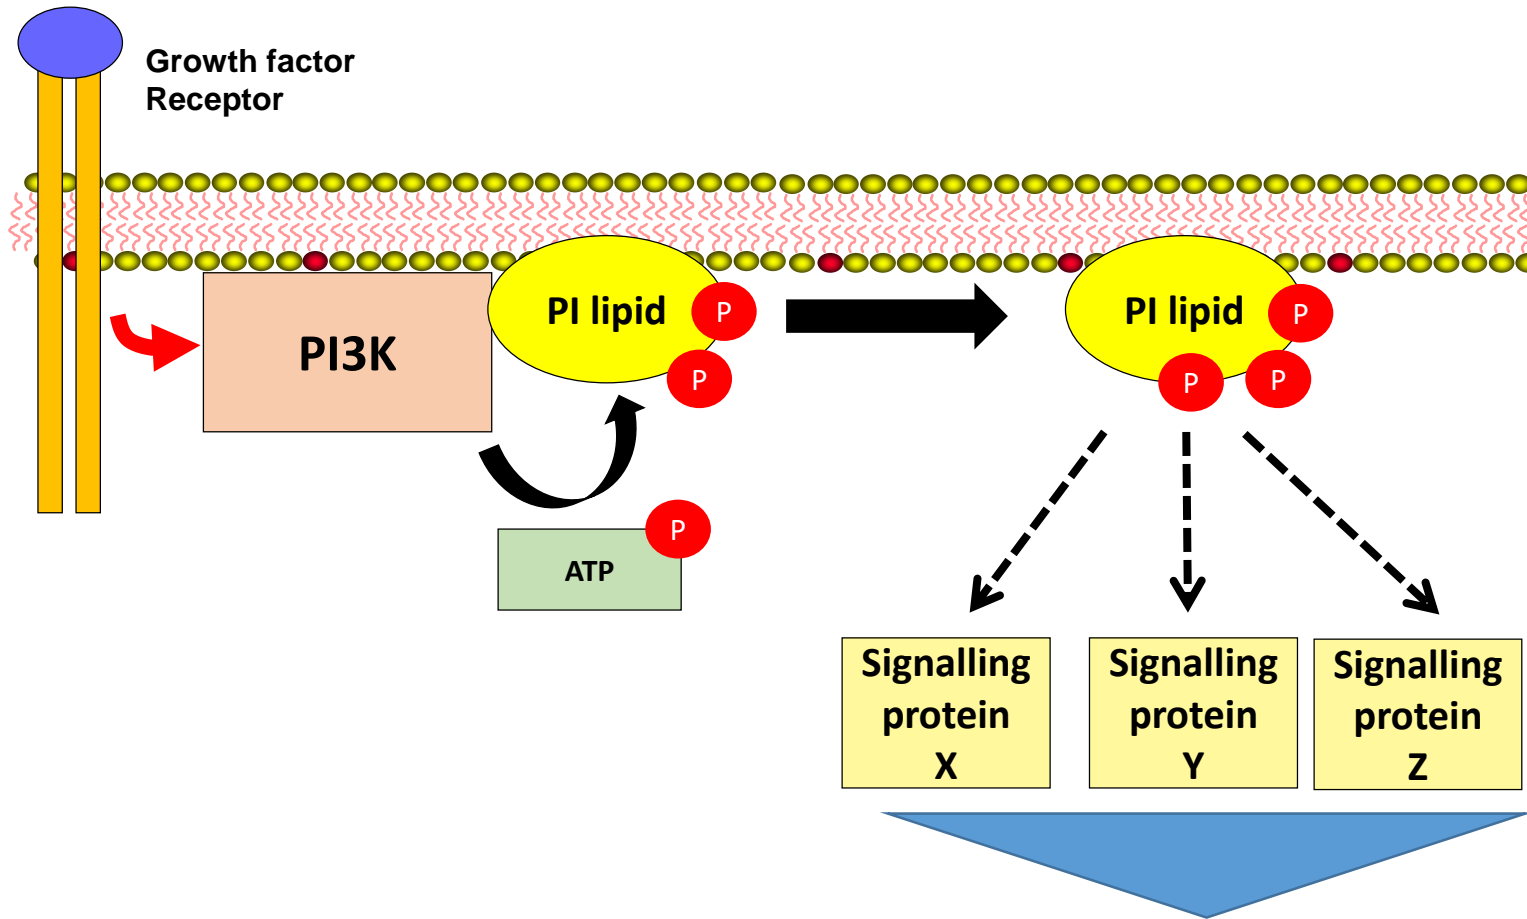 Growth factor
Receptor
PI3K
PI lipid
P
P
ATP
P
PI lipid
P
P
P
Signalling
protein
X
Signalling
protein
Y
Signalling
protein
Z